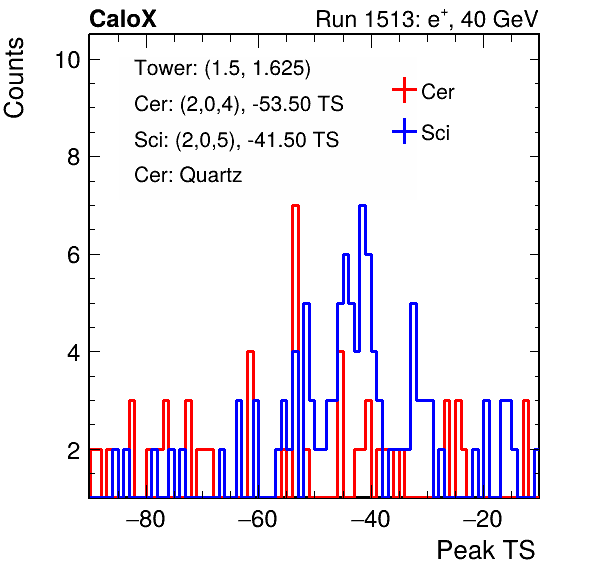 CaloX Run 1513: e⁺, 40 GeV
Counts
Tower: (1.5, 1.625)
Cer: (2,0,4), -53.50 TS
Sci: (2,0,5), -41.50 TS
Cer: Quartz
Cer
Sci
10
8
6
4
2
−80 −60 −40 −20
Peak TS